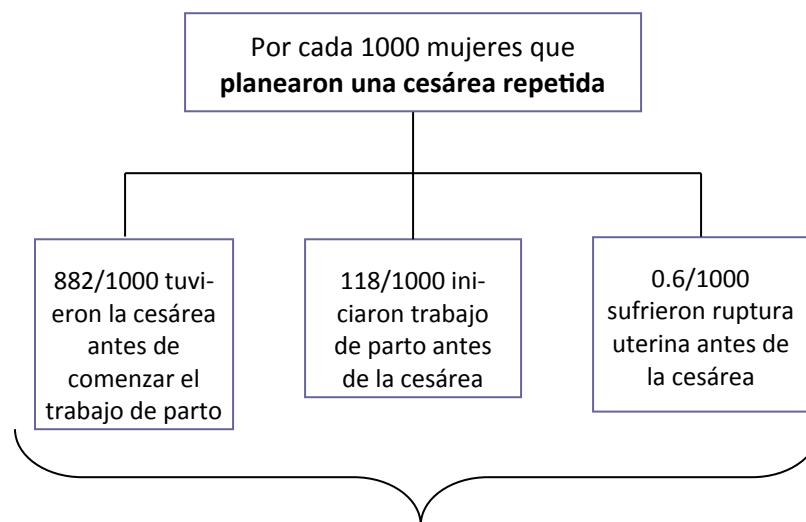 Por cada 1000 mujeres que
planearon una cesárea repetida
882/1000 tuvi-
eron la cesárea
antes de
comenzar el
trabajo de parto
118/1000 ini-
ciaron trabajo
de parto antes
de la cesárea
0.6/1000
sufrieron ruptura
uterina antes de
la cesárea